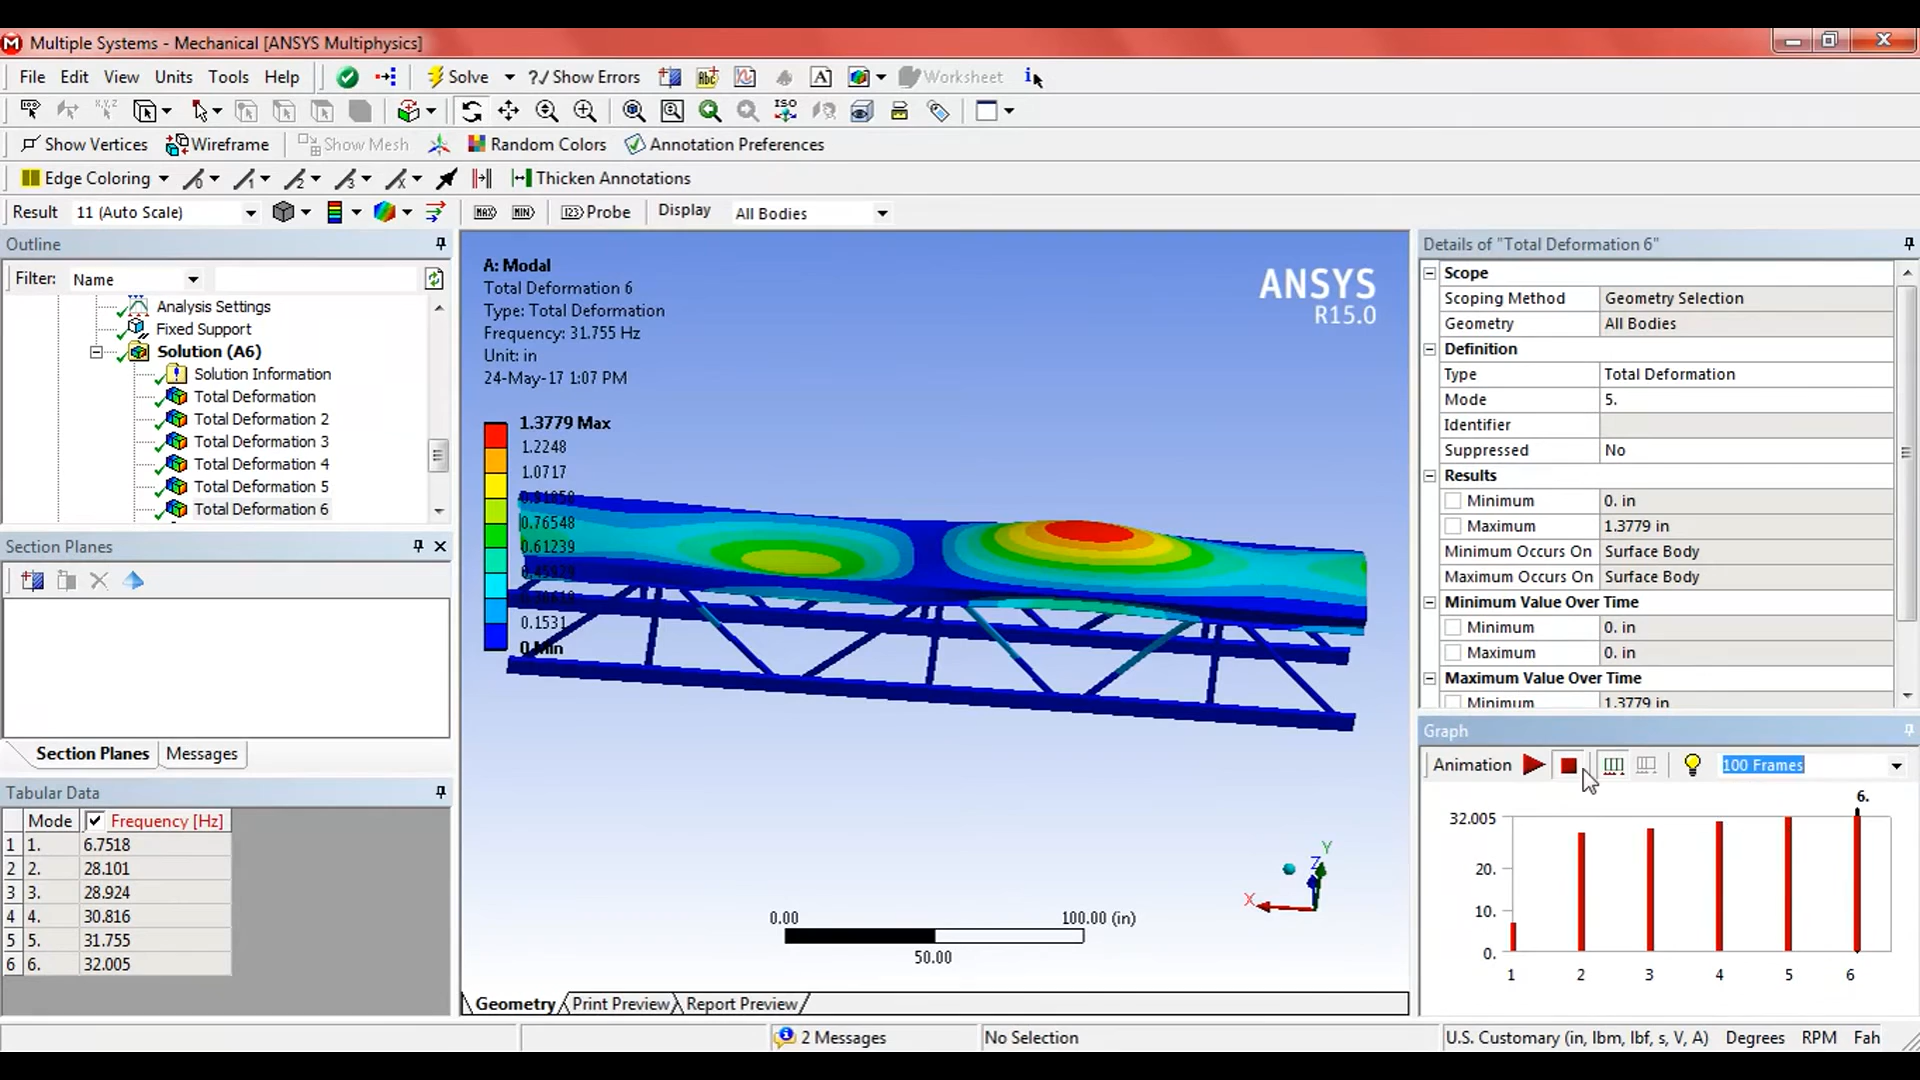 Multiple Systems - Mechanical [ANSYS Multiphysics]
File Edit View Units Tools Help Solve ?/ Show Errors Worksheet
Show Vertices Wireframe Show Mesh Random Colors Annotation Preferences
Edge Coloring Thicken Annotations
Result 11 (Auto Scale) MAX MIN Probe Display All Bodies
Outline
Filter: Name
Analysis Settings
Fixed Support
Solution (A6)
Solution Information
Total Deformation
Total Deformation 2
Total Deformation 3
Total Deformation 4
Total Deformation 5
Total Deformation 6
Section Planes
Section Planes Messages
Tabular Data
Mode Frequency [Hz]
1 1. 6.7518
2 2. 28.101
3 3. 28.924
4 4. 30.816
5 5. 31.755
6 6. 32.005
A: Modal
Total Deformation 6
Type: Total Deformation
Frequency: 31.755 Hz
Unit: in
24-May-17 1:07 PM
ANSYS
R15.0
1.3779 Max
1.2248
1.0717
0.76548
0.61239
0.1531
0 Min
0.00 100.00 (in)
50.00
X Y Z
Geometry Print Preview Report Preview
Details of "Total Deformation 6"
Scope
Scoping Method Geometry Selection
Geometry All Bodies
Definition
Type Total Deformation
Mode 5.
Identifier
Suppressed No
Results
Minimum 0. in
Maximum 1.3779 in
Minimum Occurs On Surface Body
Maximum Occurs On Surface Body
Minimum Value Over Time
Minimum 0. in
Maximum 0. in
Maximum Value Over Time
Minimum 1.3779 in
Graph
Animation 100 Frames
6.
32.005
20.
10.
0.
1 2 3 4 5 6
2 Messages No Selection U.S. Customary (in, lbm, lbf, s, V, A) Degrees RPM Fah